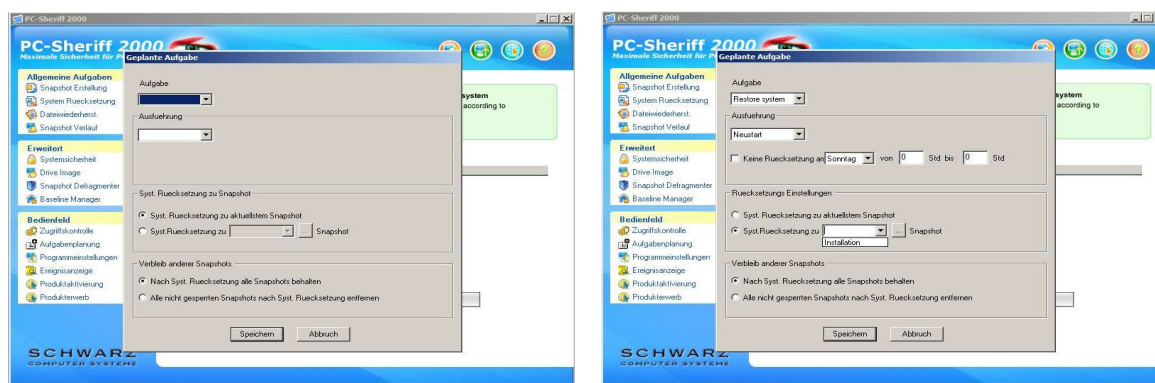 PC-Sheriff 2000
PC-Sheriff 2000
Maximale Sicherheit für P
Geplante Aufgabe
Allgemeine Aufgaben
Snapshot Erstellung
System Ruecksetzung
Dateiwiederherst.
Snapshot Verlauf
Erweitert
Systemsicherheit
Drive Image
Snapshot Defragmenter
Baseline Manager
Bedienfeld
Zugriffskontrolle
Aufgabenplanung
Programmeinstellungen
Ereignisanzeige
Produktaktivierung
Produkterwerb
SCHWARZ
COMPUTER SYSTEME
Aufgabe
Ausfuehrung
Syst. Ruecksetzung zu Snapshot
Syst. Ruecksetzung zu aktuellstem Snapshot
Syst.Ruecksetzung zu ... Snapshot
Verbleib anderer Snapshots
Nach Syst. Ruecksetzung alle Snapshots behalten
Alle nicht gesperrten Snapshots nach Syst. Ruecksetzung entfernen
Speichern Abbruch
system
according to
PC-Sheriff 2000
PC-Sheriff 2000
Maximale Sicherheit für P
Geplante Aufgabe
Allgemeine Aufgaben
Snapshot Erstellung
System Ruecksetzung
Dateiwiederherst.
Snapshot Verlauf
Erweitert
Systemsicherheit
Drive Image
Snapshot Defragmenter
Baseline Manager
Bedienfeld
Zugriffskontrolle
Aufgabenplanung
Programmeinstellungen
Ereignisanzeige
Produktaktivierung
Produkterwerb
SCHWARZ
COMPUTER SYSTEME
Aufgabe
Restore system
Ausfuehrung
Neustart
Keine Ruecksetzung an Sonntag von 0 Std bis 0 Std
Ruecksetzungs Einstellungen
Syst. Ruecksetzung zu aktuellstem Snapshot
Syst.Ruecksetzung zu ... Snapshot
Installation
Verbleib anderer Snapshots
Nach Syst. Ruecksetzung alle Snapshots behalten
Alle nicht gesperrten Snapshots nach Syst. Ruecksetzung entfernen
Speichern Abbruch
system
according to